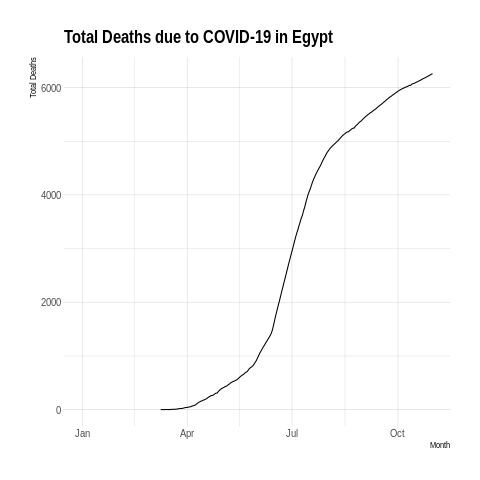 Total Deaths due to COVID-19 in Egypt
Total Deaths
6000
4000
2000
0
Jan Apr Jul Oct
Month